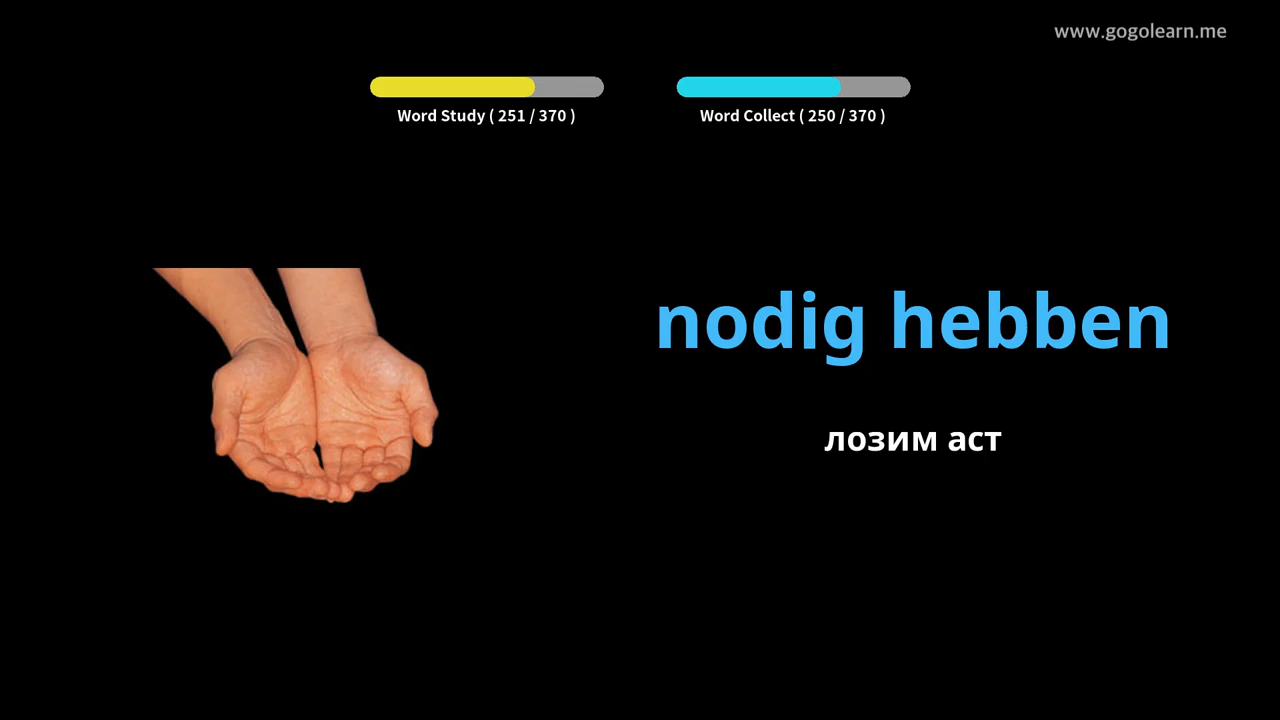 www.gogolearn.me
Word Study ( 251 / 370 )
Word Collect ( 250 / 370 )
nodig hebben
лозим аст